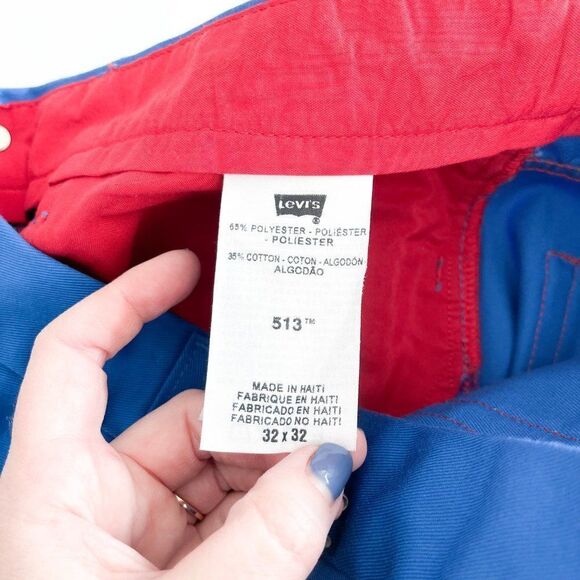 Levi's
®
65% POLYESTER - POLIÉSTER
- POLIESTER
35% COTTON - COTON - ALGODÓN
ALGODÃO
513™
MADE IN HAITI
FABRIQUE EN HAITI
FABRICADO EN HAITI
FABRICADO NO HAITI
32 x 32